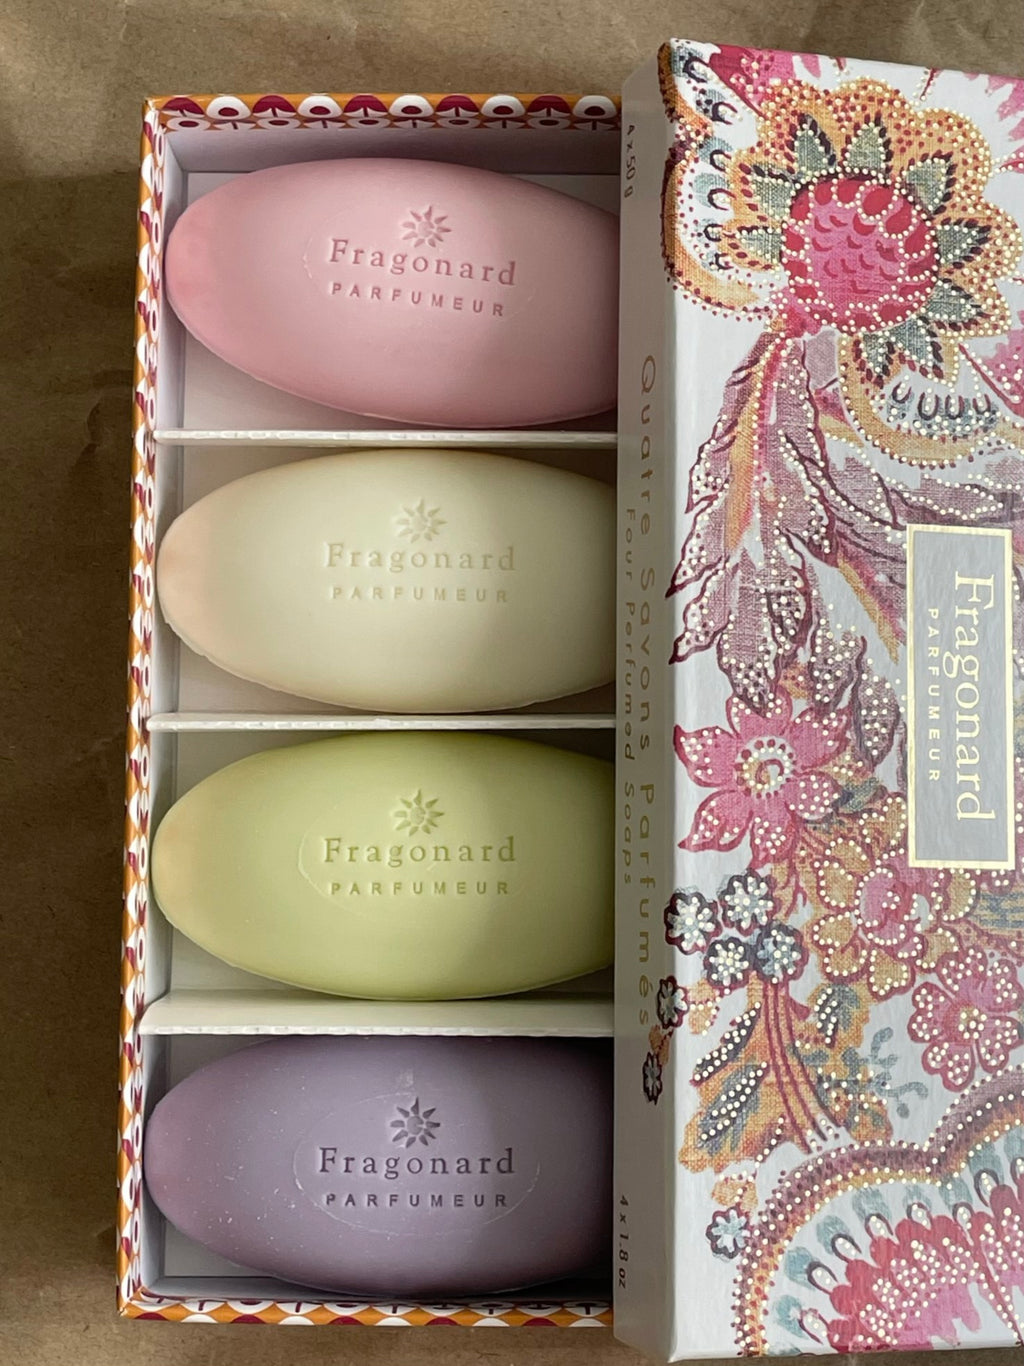 Fragonard
PARFUMEUR
Fragonard
PARFUMEUR
Fragonard
PARFUMEUR
Fragonard
PARFUMEUR
4 x 50 g
Quatre Savons Parfumés
Four Perfumed Soaps
4 x 1.8 oz
Fragonard
PARFUMEUR